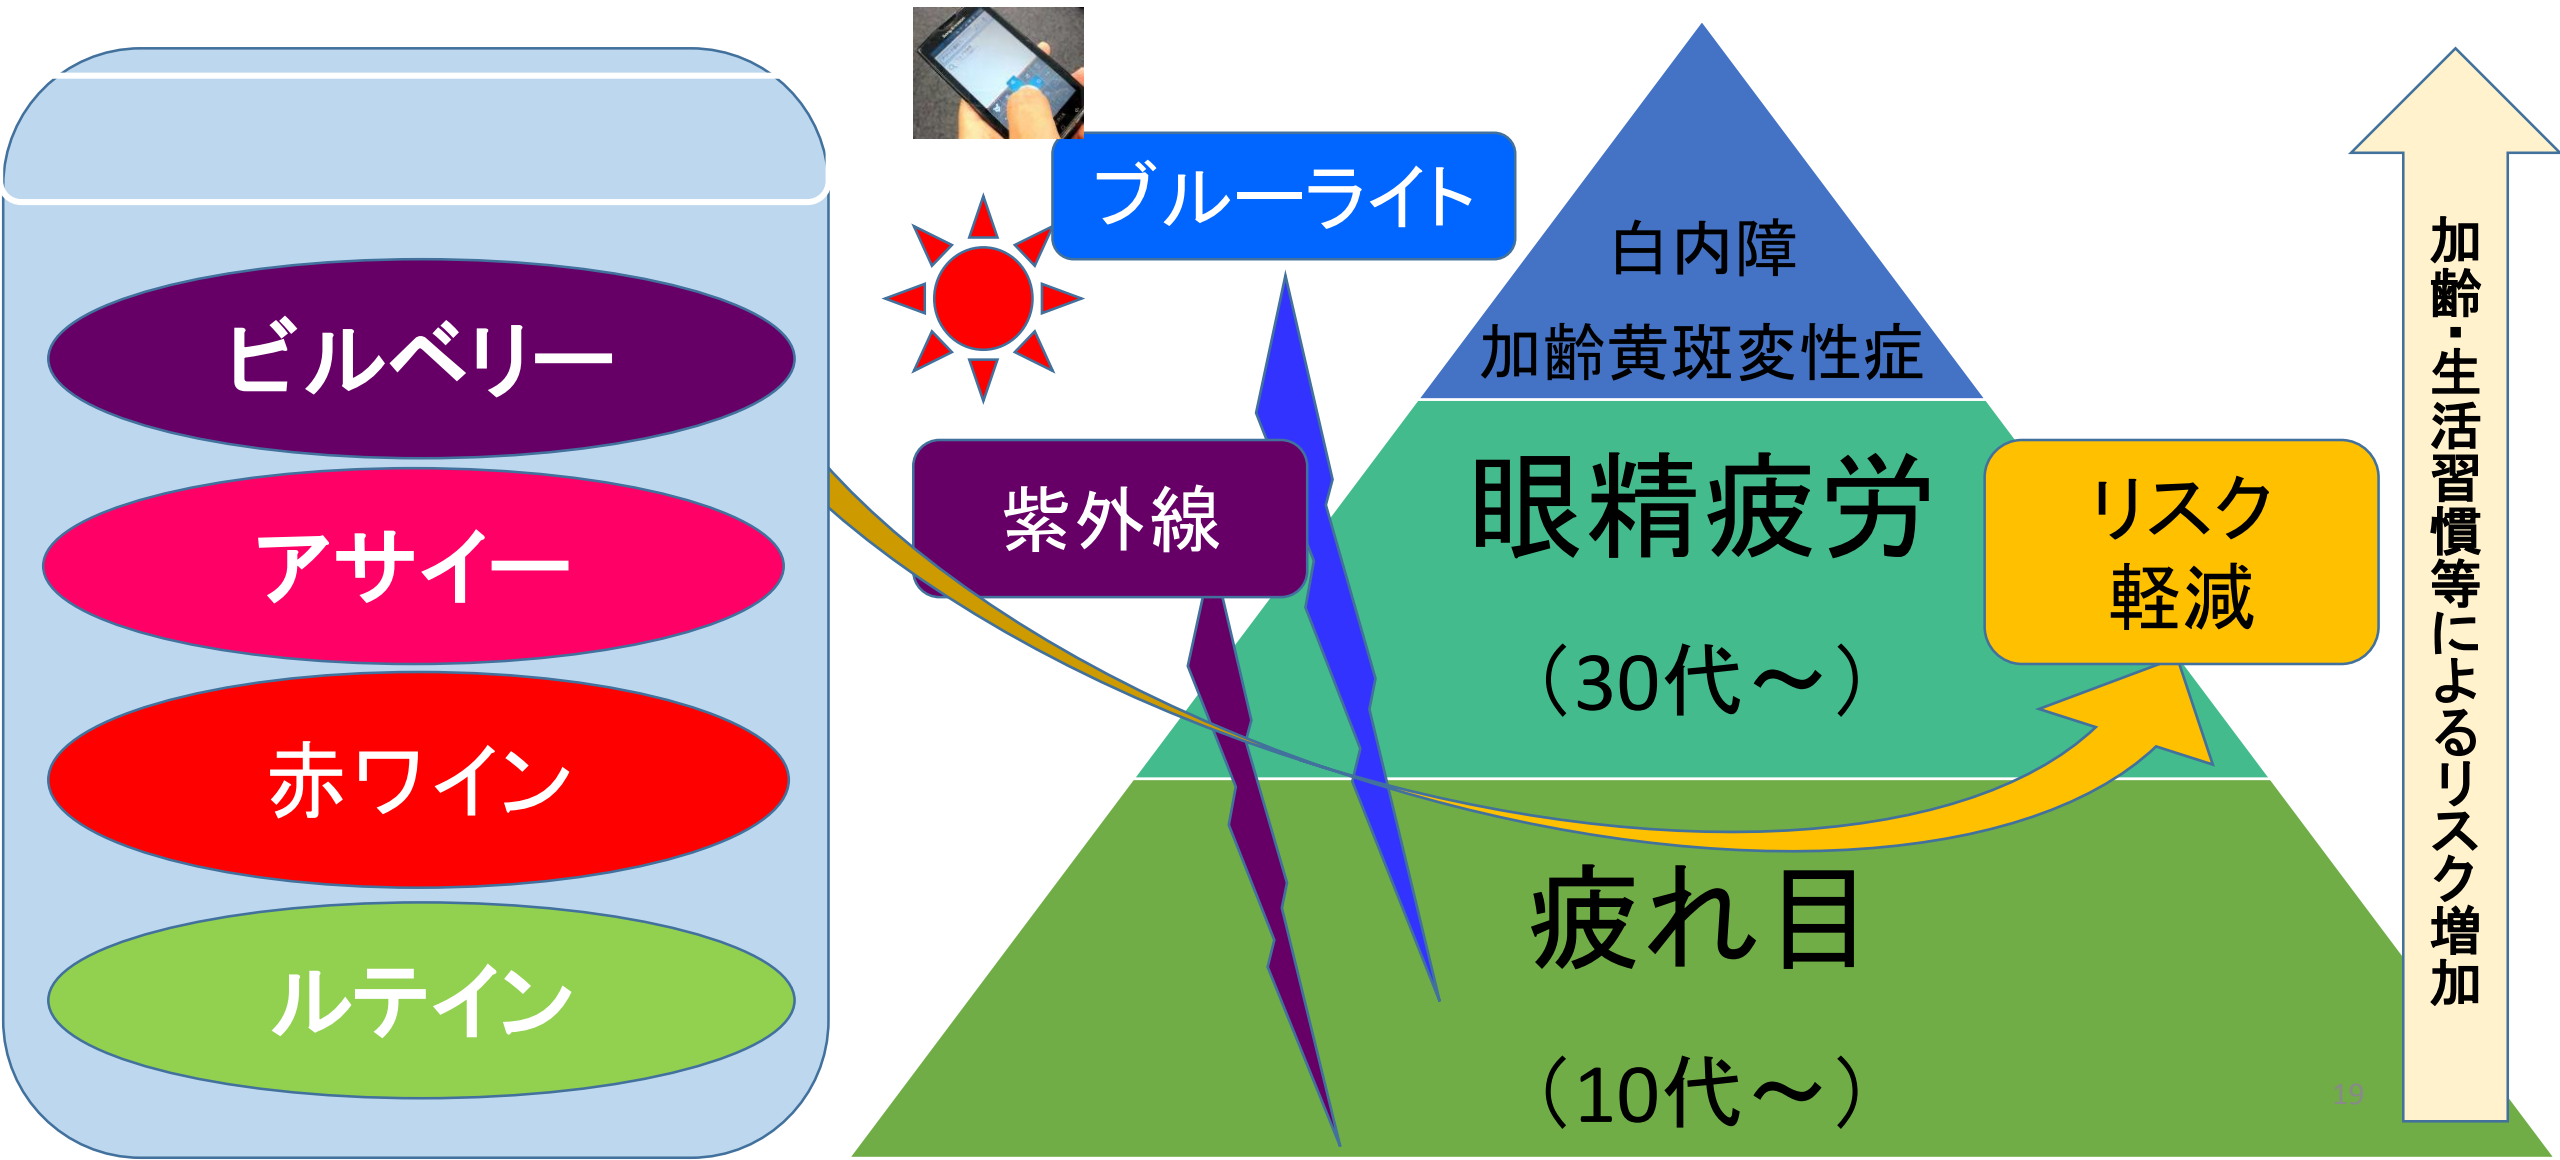 ビルベリー
アサイー
赤ワイン
ルテイン
ブルーライト
紫外線
白内障
加齢黄斑変性症
眼精疲労
（30代～）
疲れ目
（10代～）
リスク
軽減
加齢・生活習慣等によるリスク増加
19